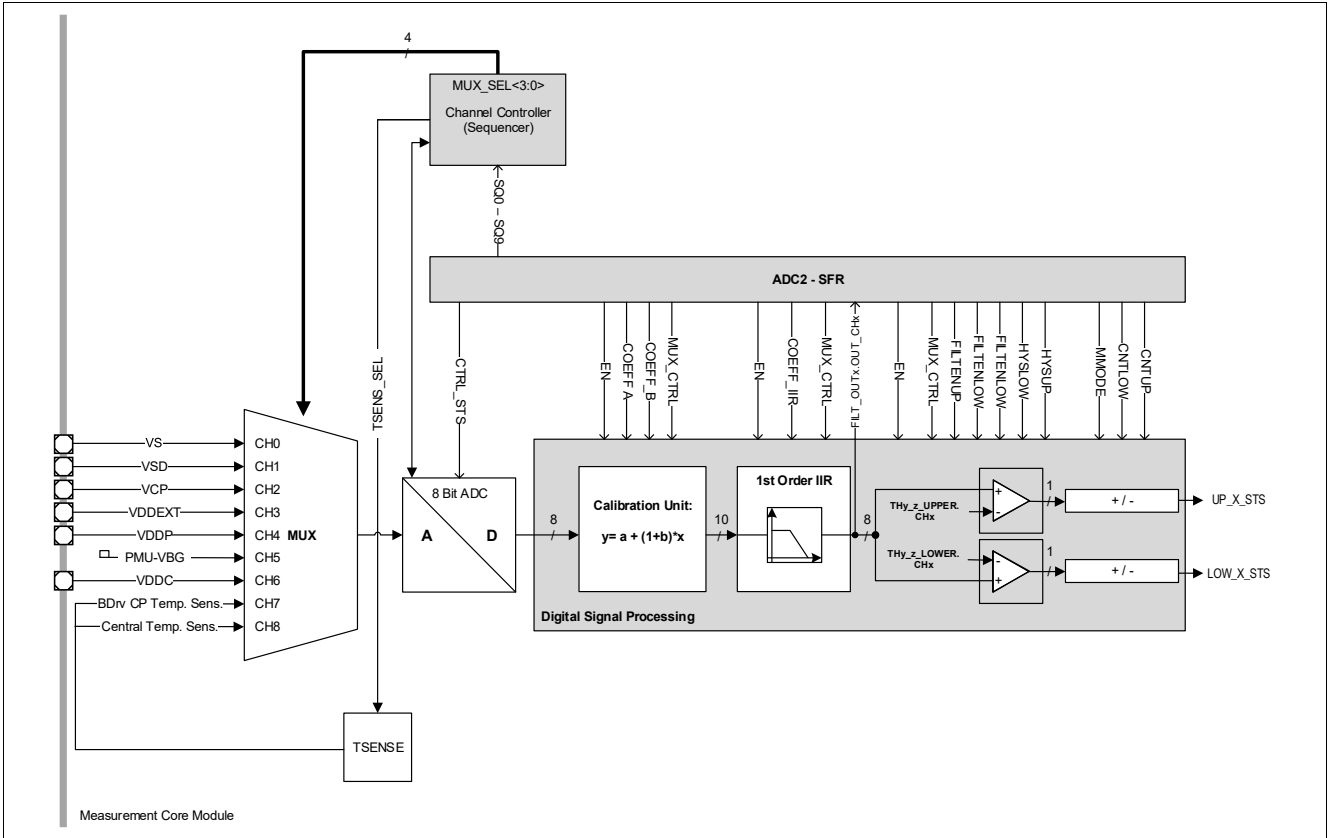 4
MUX_SEL<3:0>
Channel Controller
(Sequencer)
SQ0 – SQ9
ADC2 - SFR
TSENS_SEL
CTRL_STS
EN
COEFF A
COEFF_B
MUX_CTRL
EN
COEFF_IIR
MUX_CTRL
FILT_OUTx.OUT_CHx
EN
MUX_CTRL
FILTENUP
FILTENLOW
FILTENLOW
HYSLOW
HYSUP
MMODE
CNTLOW
CNTUP
VS
CH0
VSD
CH1
VCP
CH2
VDDEXT
CH3
VDDP
CH4 MUX
PMU-VBG
CH5
VDDC
CH6
BDrv CP Temp. Sens.
CH7
Central Temp. Sens.
CH8
8 Bit ADC
A
D
8
Calibration Unit:
y= a + (1+b)*x
10
1st Order IIR
8
THy_z_UPPER.
CHx
+
-
1
+ / -
UP_X_STS
THy_z_LOWER.
CHx
-
+
1
+ / -
LOW_X_STS
Digital Signal Processing
TSENSE
Measurement Core Module